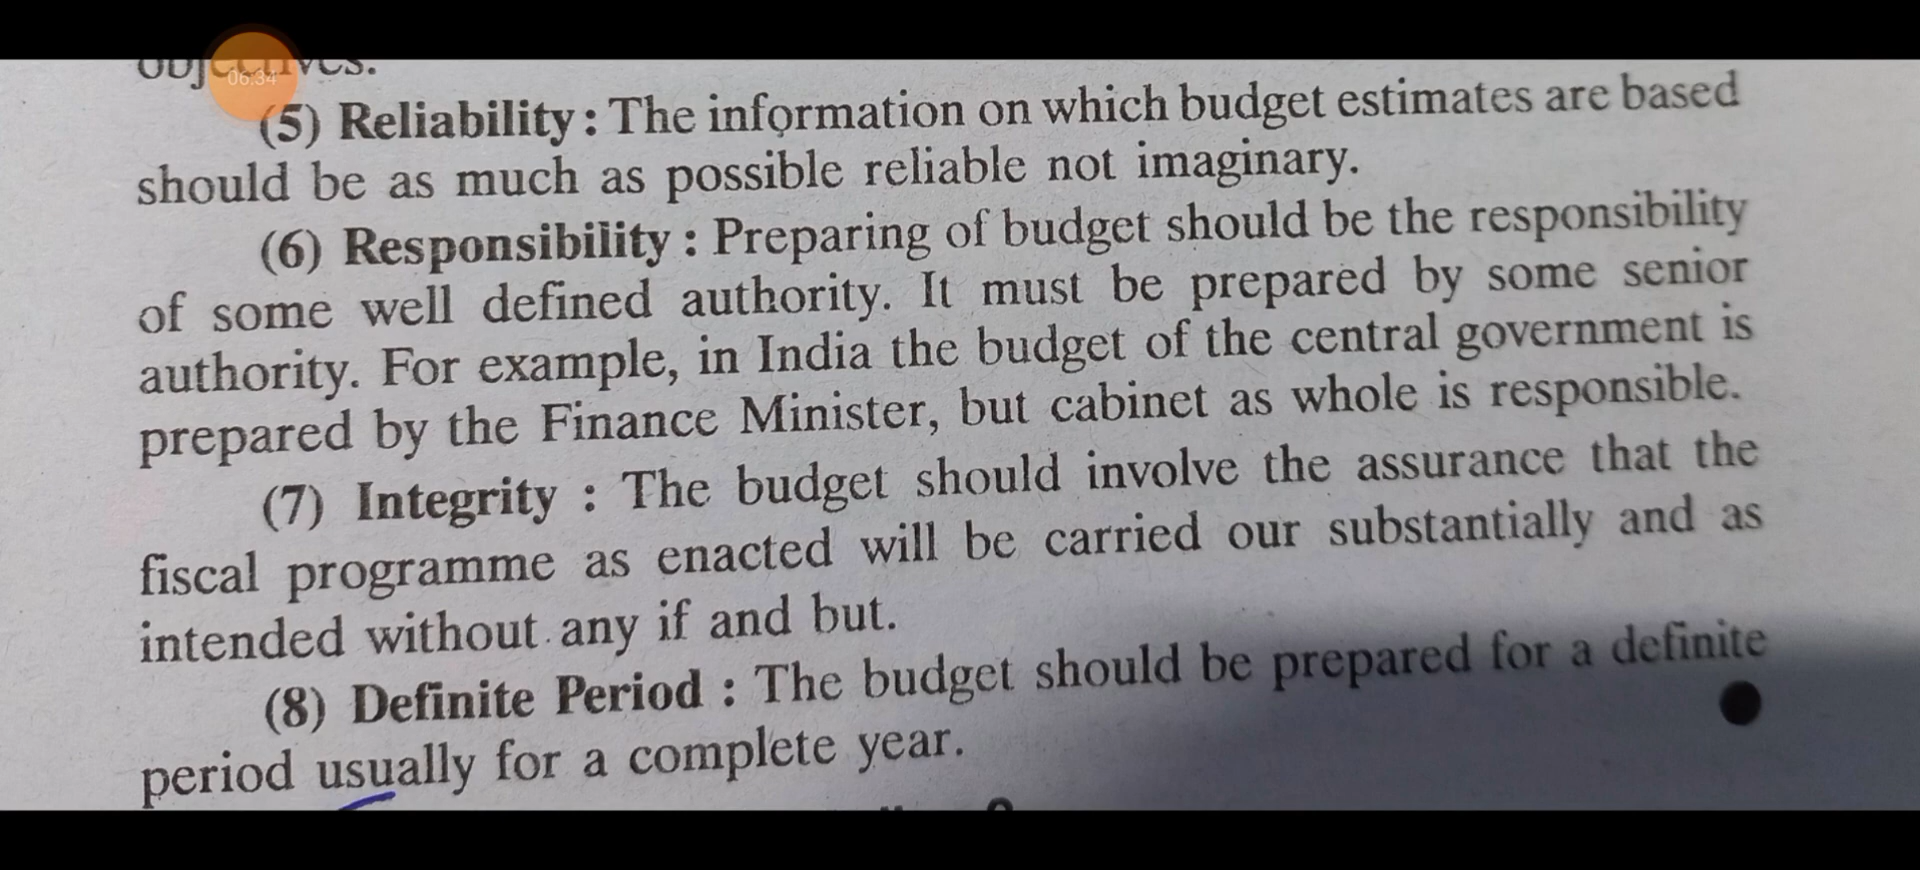 objectives.
06:34
(5) Reliability : The information on which budget estimates are based
should be as much as possible reliable not imaginary.
(6) Responsibility : Preparing of budget should be the responsibility
of some well defined authority. It must be prepared by some senior
authority. For example, in India the budget of the central government is
prepared by the Finance Minister, but cabinet as whole is responsible.
(7) Integrity : The budget should involve the assurance that the
fiscal programme as enacted will be carried our substantially and as
intended without any if and but.
(8) Definite Period : The budget should be prepared for a definite
period usually for a complete year.